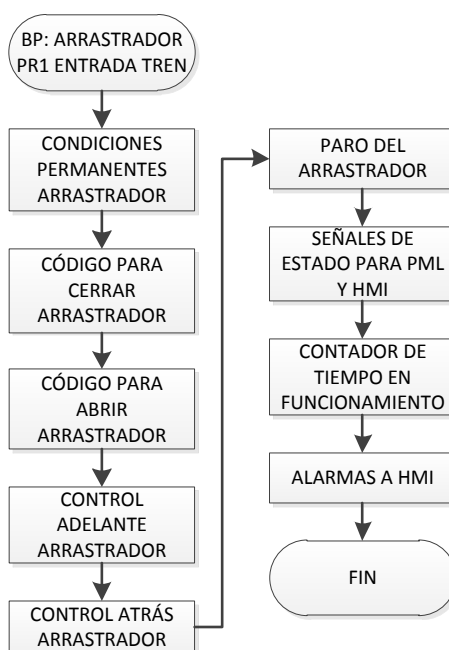 BP: ARRASTRADOR
PR1 ENTRADA TREN
CONDICIONES
PERMANENTES
ARRASTRADOR
CÓDIGO PARA
CERRAR
ARRASTRADOR
CÓDIGO PARA
ABRIR
ARRASTRADOR
CONTROL
ADELANTE
ARRASTRADOR
CONTROL ATRÁS
ARRASTRADOR
PARO DEL
ARRASTRADOR
SEÑALES DE
ESTADO PARA PML
Y HMI
CONTADOR DE
TIEMPO EN
FUNCIONAMIENTO
ALARMAS A HMI
FIN